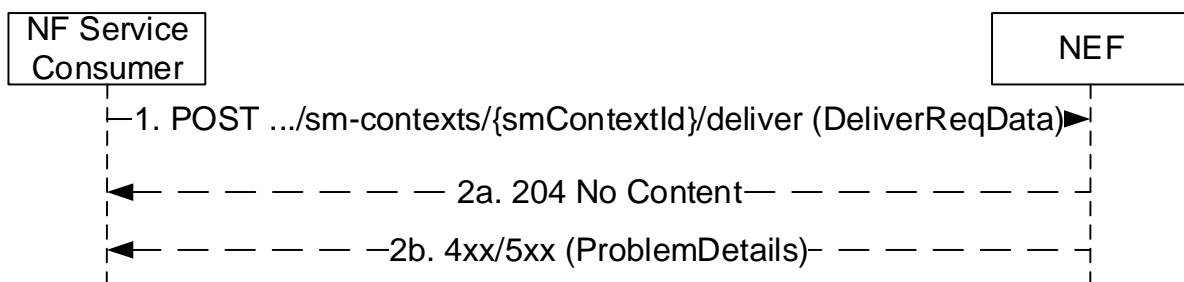 NF Service
Consumer
NEF
1. POST .../sm-contexts/{smContextId}/deliver (DeliverReqData)
2a. 204 No Content
2b. 4xx/5xx (ProblemDetails)